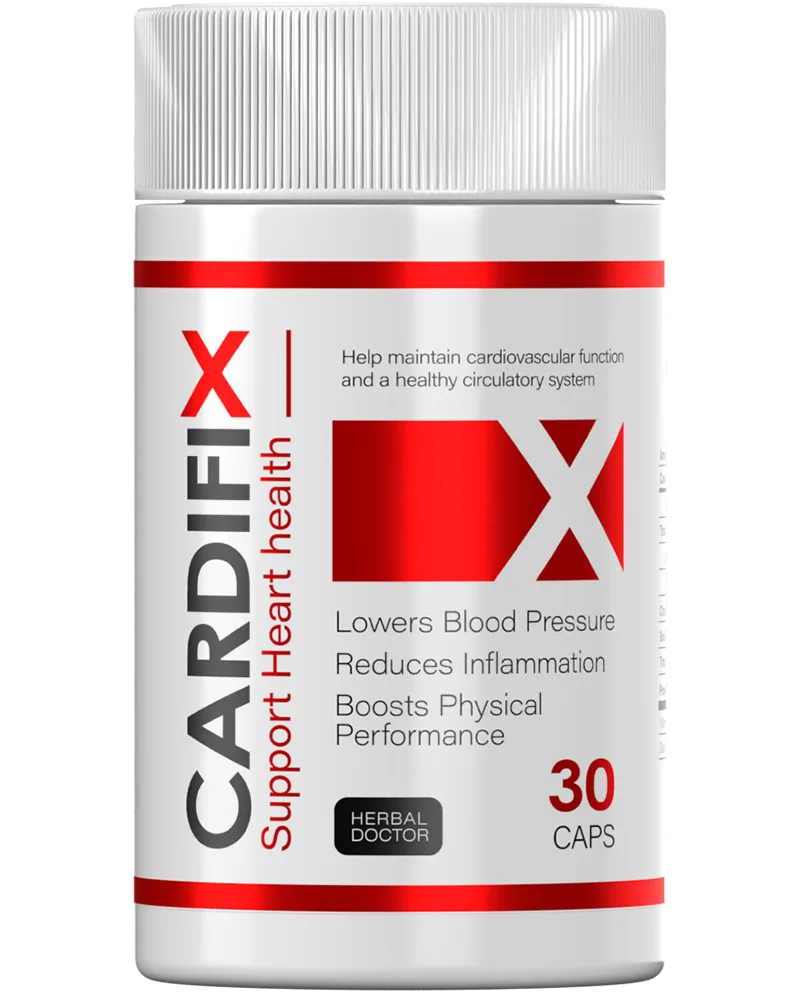 CARDIFIX
Support Heart health
Help maintain cardiovascular function
and a healthy circulatory system
X
Lowers Blood Pressure
Reduces Inflammation
Boosts Physical
Performance
HERBAL
DOCTOR
30
CAPS